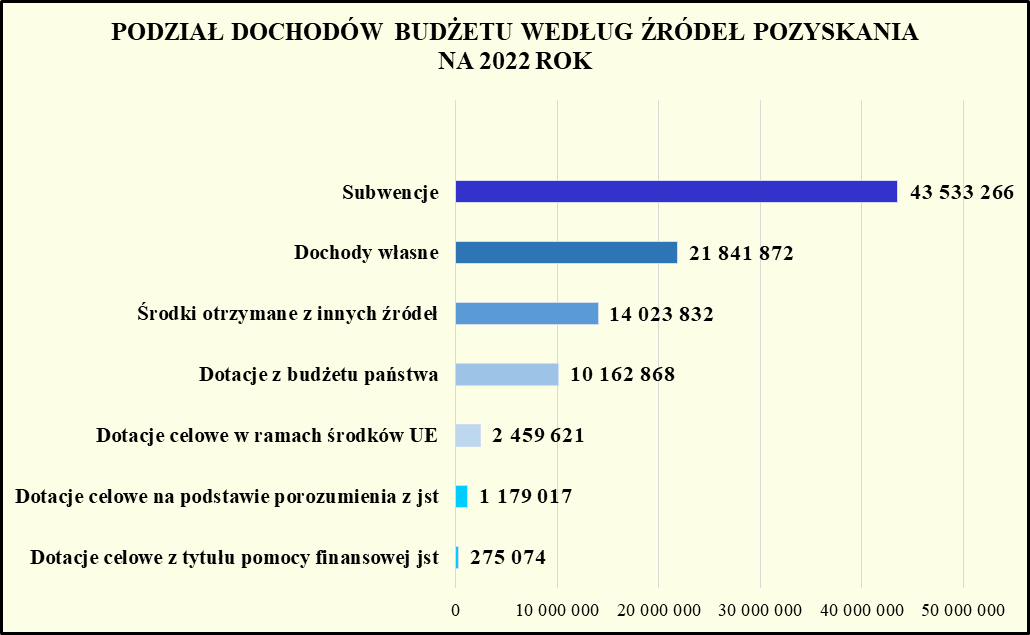 PODZIAŁ DOCHODÓW BUDŻETU WEDŁUG ŹRÓDEŁ POZYSKANIA
NA 2022 ROK
Subwencje 43 533 266
Dochody własne 21 841 872
Środki otrzymane z innych źródeł 14 023 832
Dotacje z budżetu państwa 10 162 868
Dotacje celowe w ramach środków UE 2 459 621
Dotacje celowe na podstawie porozumienia z jst 1 179 017
Dotacje celowe z tytułu pomocy finansowej jst 275 074
0 10 000 000 20 000 000 30 000 000 40 000 000 50 000 000